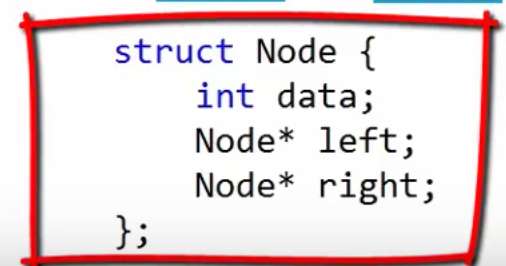 struct Node {
int data;
Node* left;
Node* right;
};